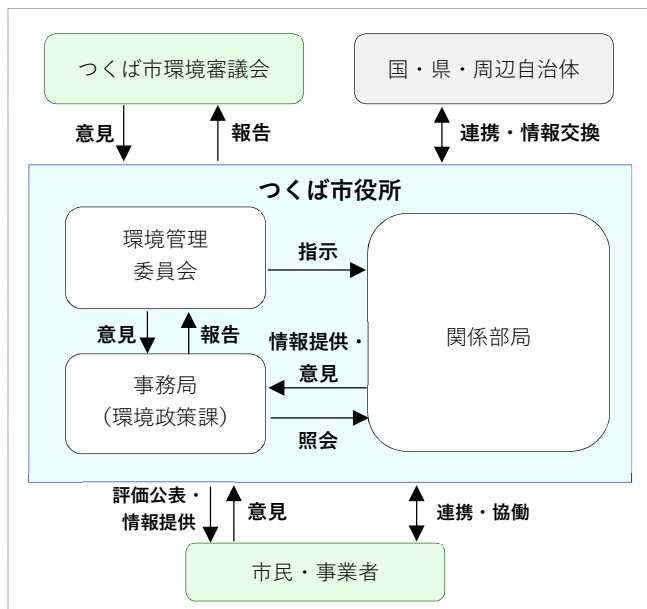 つくば市環境審議会
国・県・周辺自治体
意見
報告
連携・情報交換
つくば市役所
環境管理
委員会
指示
関係部局
意見
報告
情報提供・
意見
事務局
（環境政策課）
照会
評価公表・
情報提供
意見
連携・協働
市民・事業者